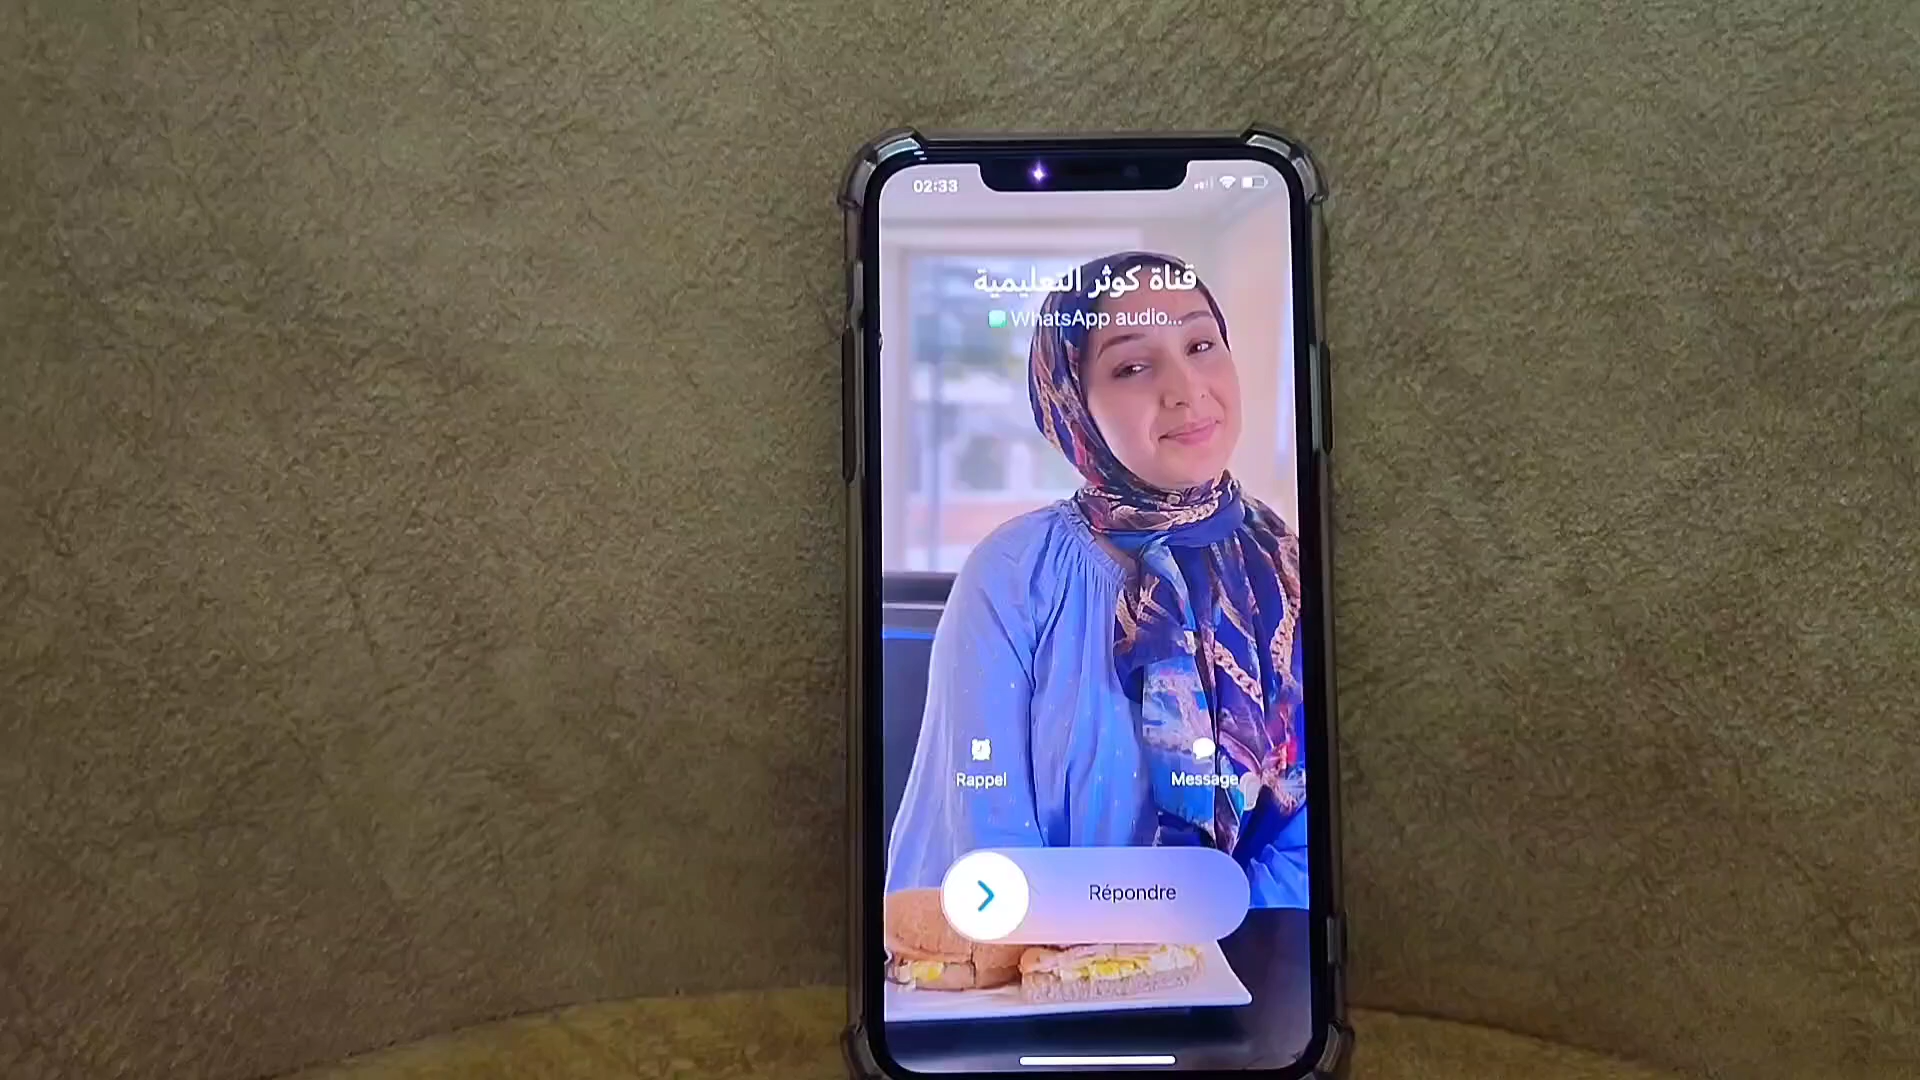 02:33
قناة كوثر التعليمية
WhatsApp audio...
Rappel
Message
Répondre